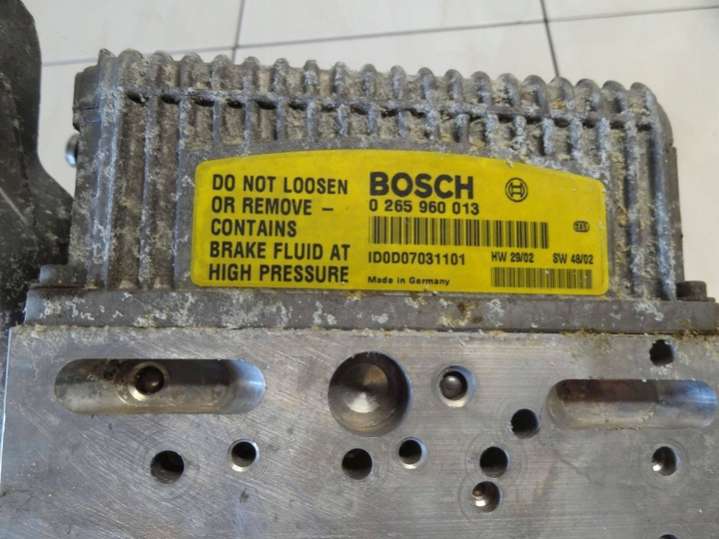 DO NOT LOOSEN
OR REMOVE –
CONTAINS
BRAKE FLUID AT
HIGH PRESSURE
BOSCH
0 265 960 013
ID0D07031101
HW 29/02 SW 48/02
Made in Germany